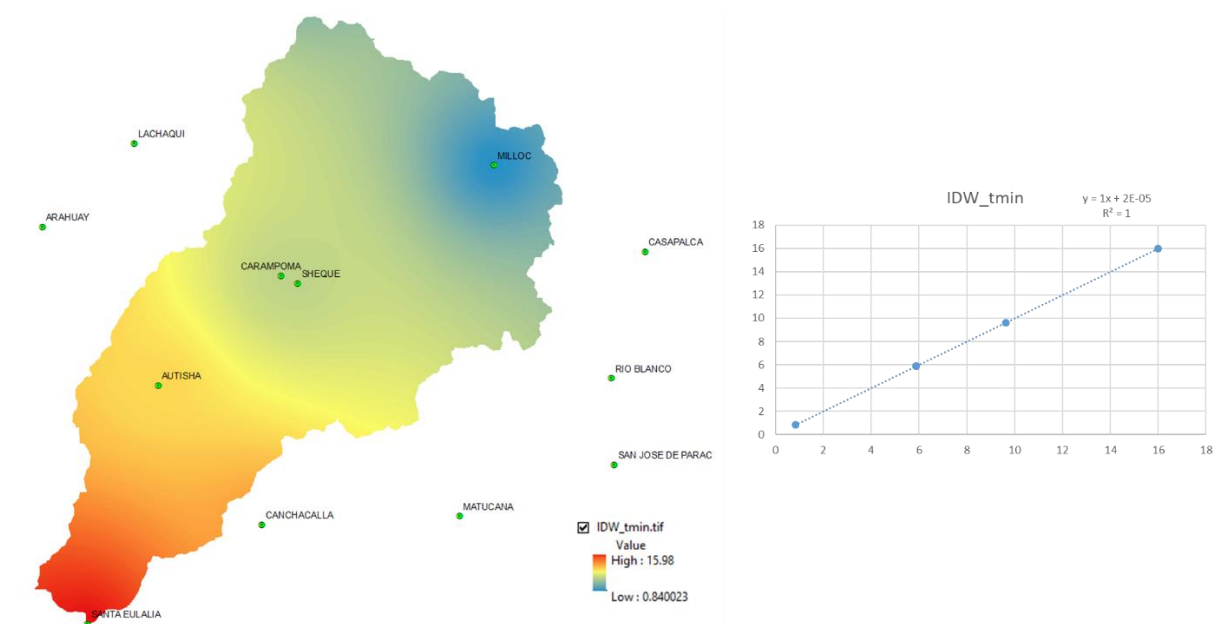 LACHAQUI
MILLOC
ARAHUAY
CASAPALCA
CARAMPOMA
SHEQUE
RIO BLANCO
AUTISHA
SAN JOSE DE PARAC
MATUCANA
CANCHACALLA
SANTA EULALIA
IDW_tmin.tif
Value
High : 15.98
Low : 0.840023
IDW_tmin
y = 1x + 2E-05
R² = 1
18
16
14
12
10
8
6
4
2
0
0 2 4 6 8 10 12 14 16 18